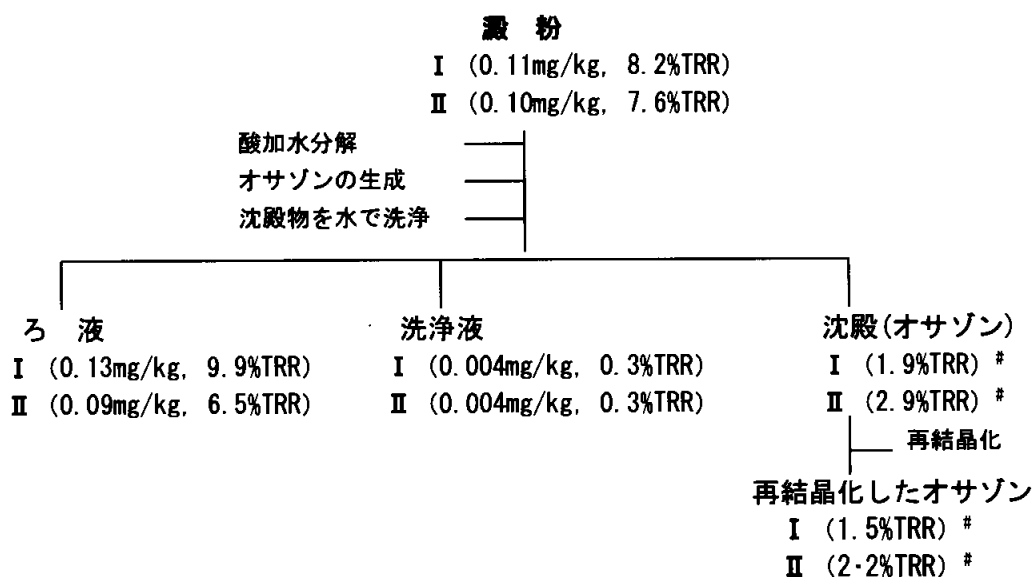 澱 粉
I (0.11mg/kg, 8.2%TRR)
II (0.10mg/kg, 7.6%TRR)
酸加水分解
オサゾンの生成
沈殿物を水で洗浄
ろ 液
I (0.13mg/kg, 9.9%TRR)
II (0.09mg/kg, 6.5%TRR)
洗浄液
I (0.004mg/kg, 0.3%TRR)
II (0.004mg/kg, 0.3%TRR)
沈殿(オサゾン)
I (1.9%TRR) #
II (2.9%TRR) #
再結晶化
再結晶化したオサゾン
I (1.5%TRR) #
II (2·2%TRR) #